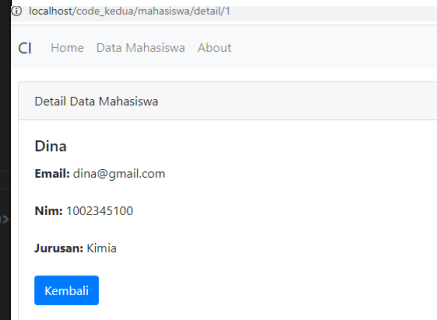 localhost/code_kedua/mahasiswa/detail/1
CI Home Data Mahasiswa About
Detail Data Mahasiswa
Dina
Email: dina@gmail.com
Nim: 1002345100
Jurusan: Kimia
Kembali